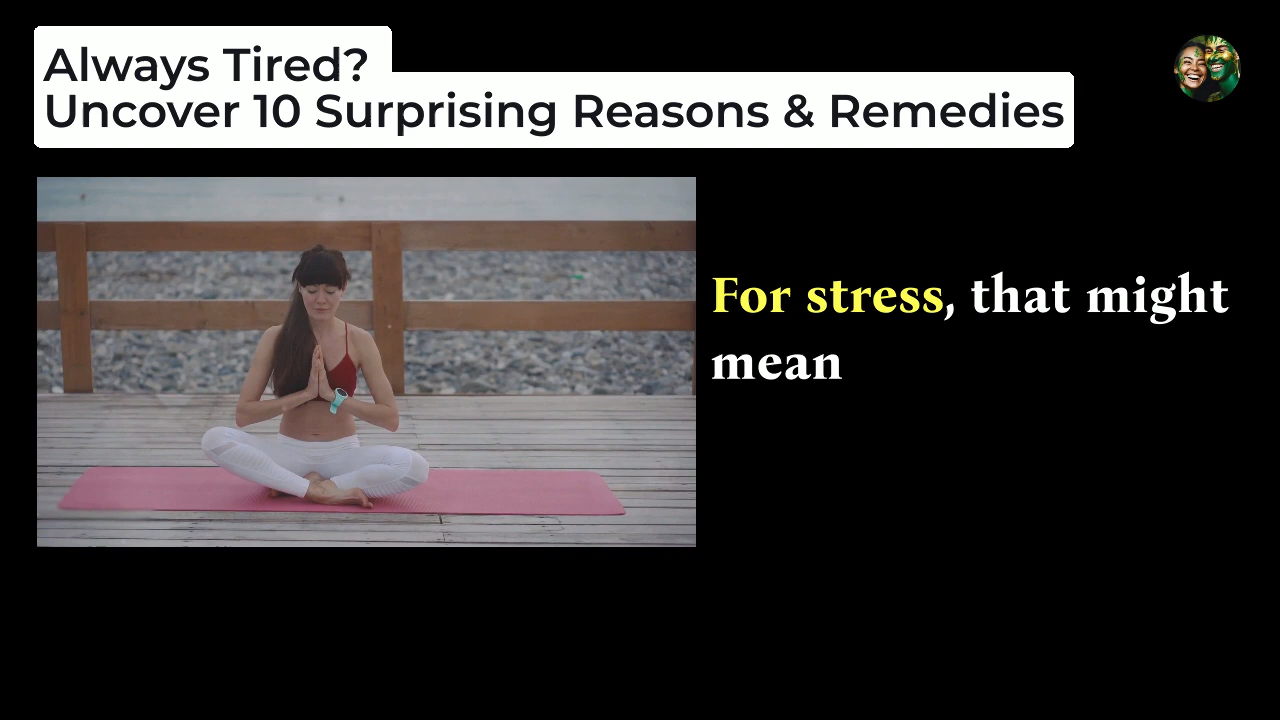 Always Tired?
Uncover 10 Surprising Reasons & Remedies
For stress, that might
mean